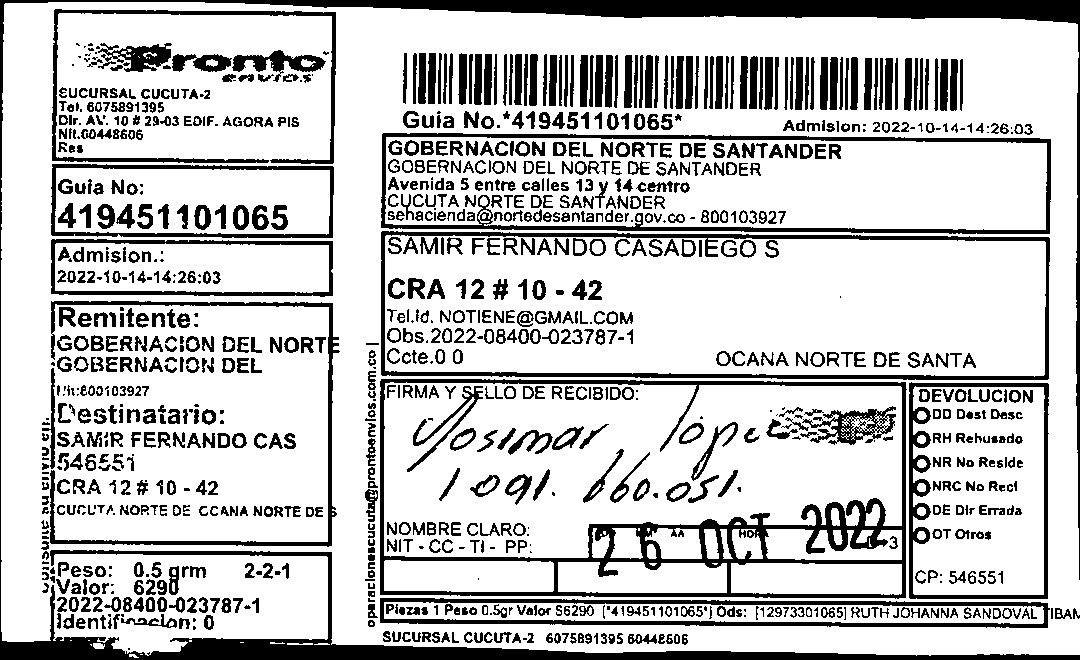 Pronto
envios
SUCURSAL CUCUTA-2
Tel. 6075891395
Dir. AV. 10 # 29-03 EDIF. AGORA PIS
Nit.60448606
Res
Guia No:
419451101065
Admision.:
2022-10-14-14:26:03
Remitente:
GOBERNACION DEL NORTE
GOBERNACION DEL
Nit:800103927
Destinatario:
SAMIR FERNANDO CAS
546551
CRA 12 # 10 - 42
CUCUTA NORTE DE OCANA NORTE DE S
Peso: 0.5 grm 2-2-1
Valor: 6290
2022-08400-023787-1
Identificacion: 0
Guia No.*419451101065*
Admision: 2022-10-14-14:26:03
GOBERNACION DEL NORTE DE SANTANDER
GOBERNACION DEL NORTE DE SANTANDER
Avenida 5 entre calles 13 y 14 centro
CUCUTA NORTE DE SANTANDER
sehacienda@nortedesantander.gov.co - 800103927
SAMIR FERNANDO CASADIEGO S
CRA 12 # 10 - 42
Tel.Id. NOTIENE@GMAIL.COM
Obs.2022-08400-023787-1
Ccte.0 0
OCANA NORTE DE SANTA
operacionescucuta@prontoenvios.com.co |
FIRMA Y SELLO DE RECIBIDO:
Yosimar lopez
1091.660.051.
NOMBRE CLARO:
NIT - CC - TI - PP:
AA
HORA
26 OCT 2022
3
DEVOLUCION
DD Dest Desc
RH Rehusado
NR No Reside
NRC No Recl
DE Dir Errada
OT Otros
CP: 546551
Piezas 1 Peso 0.5gr Valor $6290 [*419451101065*] Ods: [12973301065] RUTH JOHANNA SANDOVAL TIBAM
SUCURSAL CUCUTA-2 6075891395 60448606